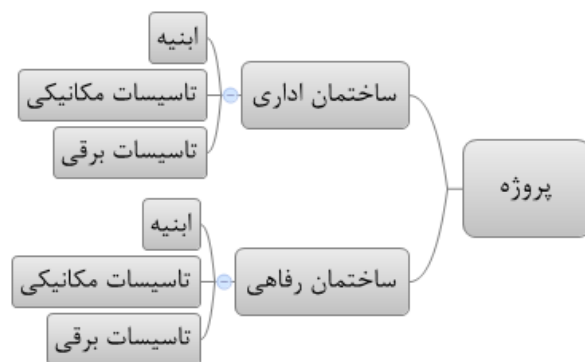 پروژه
ساختمان اداری
ابنیه
تاسیسات مکانیکی
تاسیسات برقی
ساختمان رفاهی
ابنیه
تاسیسات مکانیکی
تاسیسات برقی